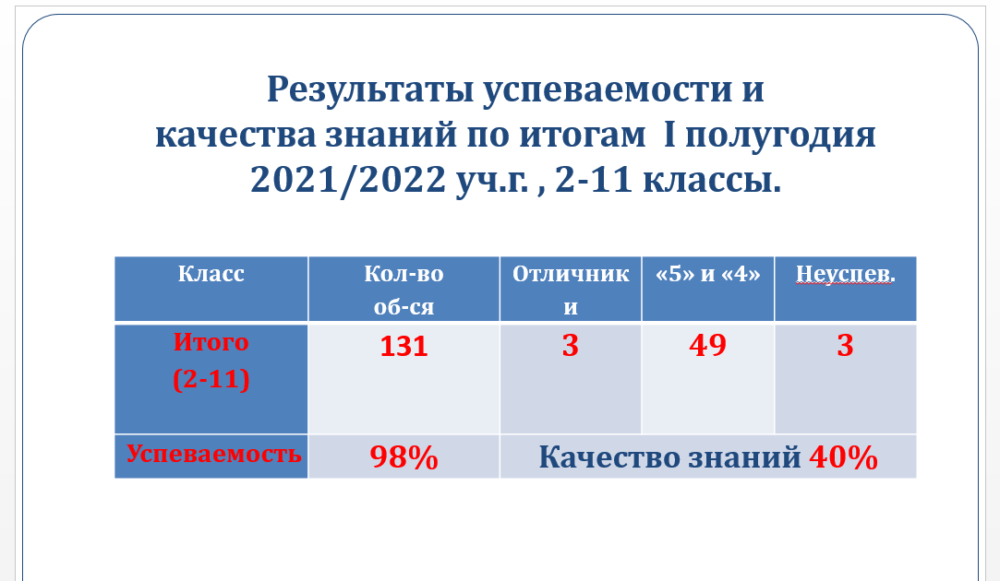 Результаты успеваемости и
качества знаний по итогам I полугодия
2021/2022 уч.г. , 2-11 классы.
Класс Кол-во Отличник «5» и «4» Неуспев.
об-ся и
Итого 131 3 49 3
(2-11)
Успеваемость 98% Качество знаний 40%